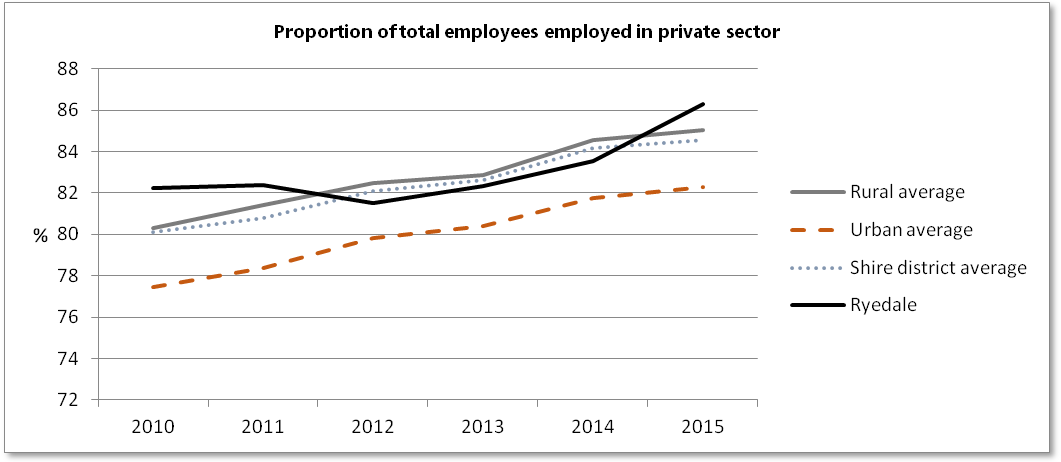 Proportion of total employees employed in private sector
88
86
84
82
80
78
76
74
72
%
2010 2011 2012 2013 2014 2015
Rural average
Urban average
Shire district average
Ryedale